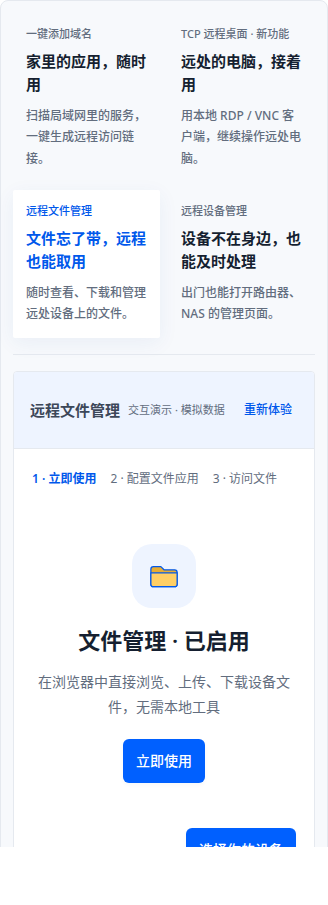 一键添加域名
家里的应用，随时
用
扫描局域网里的服务，
一键生成远程访问链
接。
TCP 远程桌面 · 新功能
远处的电脑，接着
用
用本地 RDP / VNC 客
户端，继续操作远处电
脑。
远程文件管理
文件忘了带，远程
也能取用
随时查看、下载和管理
远处设备上的文件。
远程设备管理
设备不在身边，也
能及时处理
出门也能打开路由器、
NAS 的管理页面。
远程文件管理 交互演示 · 模拟数据 重新体验
1 · 立即使用 2 · 配置文件应用 3 · 访问文件
文件管理 · 已启用
在浏览器中直接浏览、上传、下载设备文
件，无需本地工具
立即使用
选择你的设备